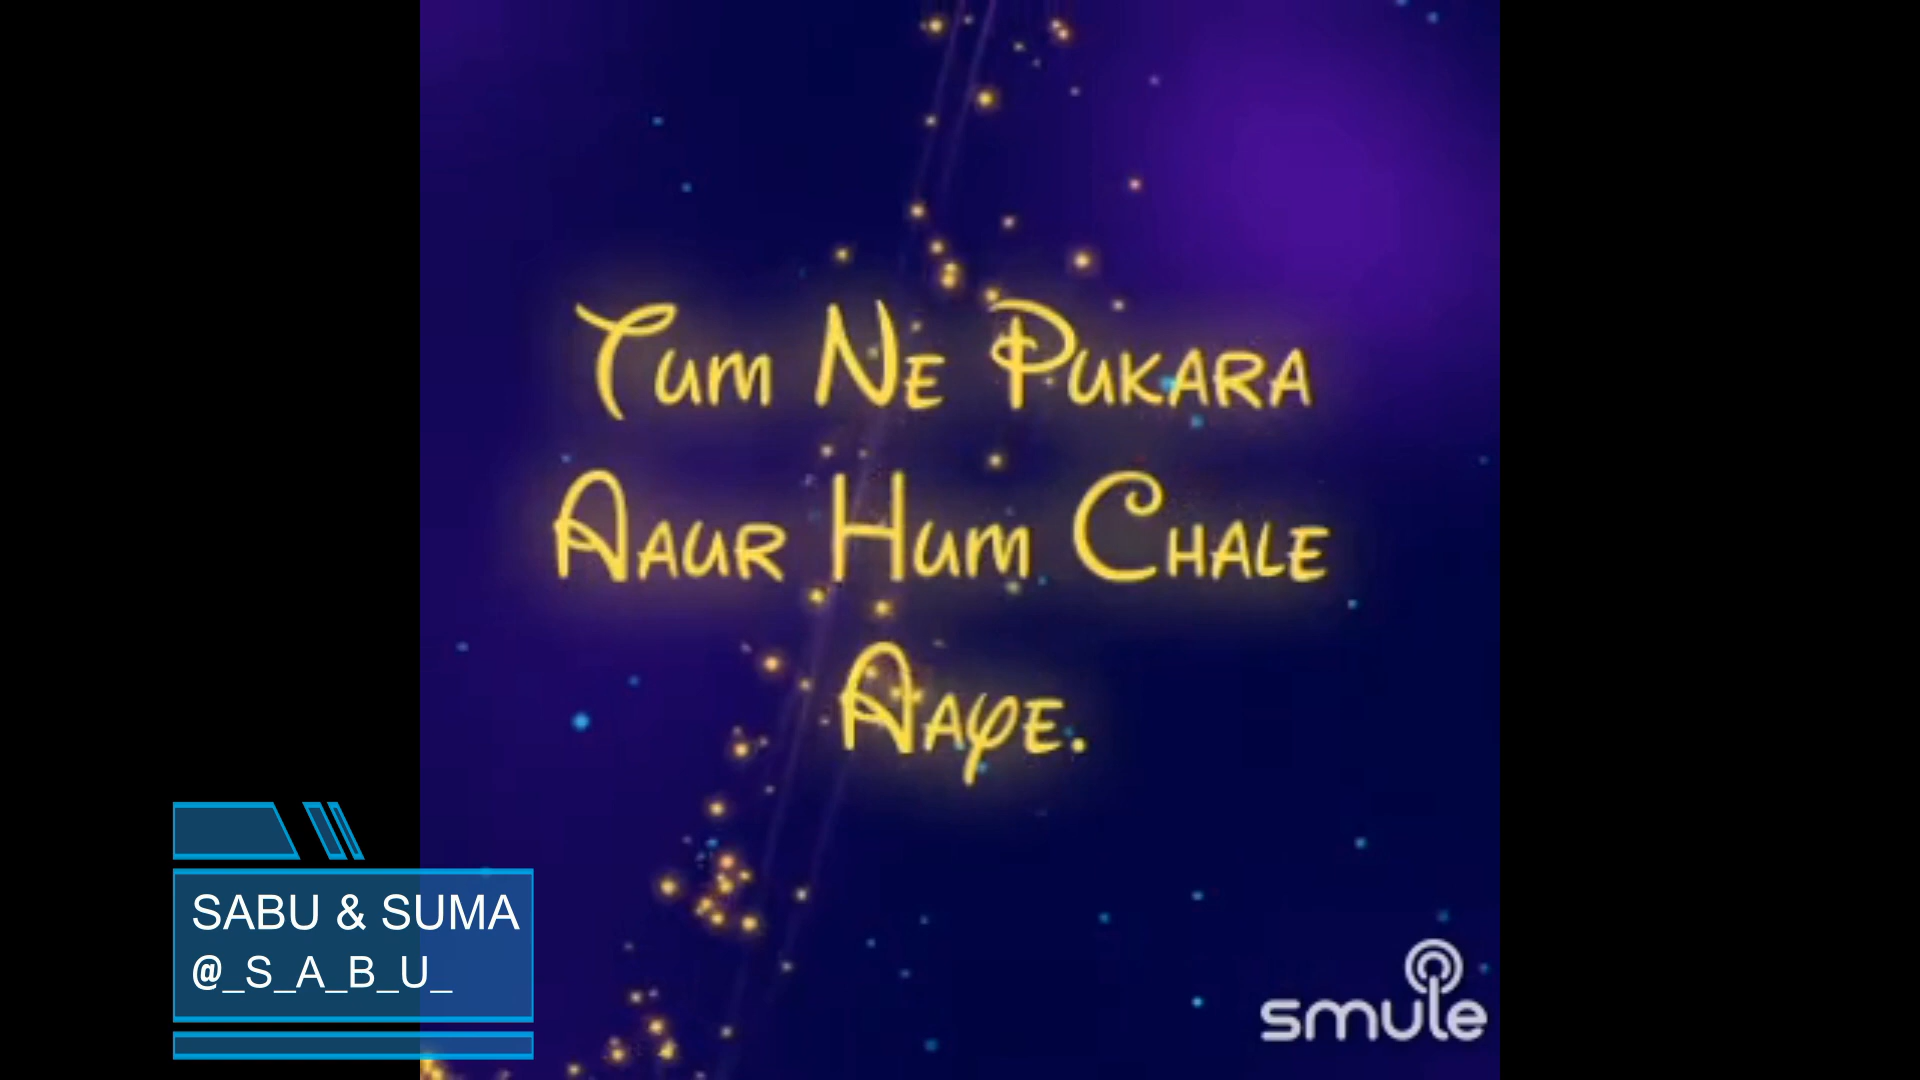 Tum Ne Pukara
Aaur Hum Chale
Aaye.
SABU & SUMA
@_S_A_B_U_
smule